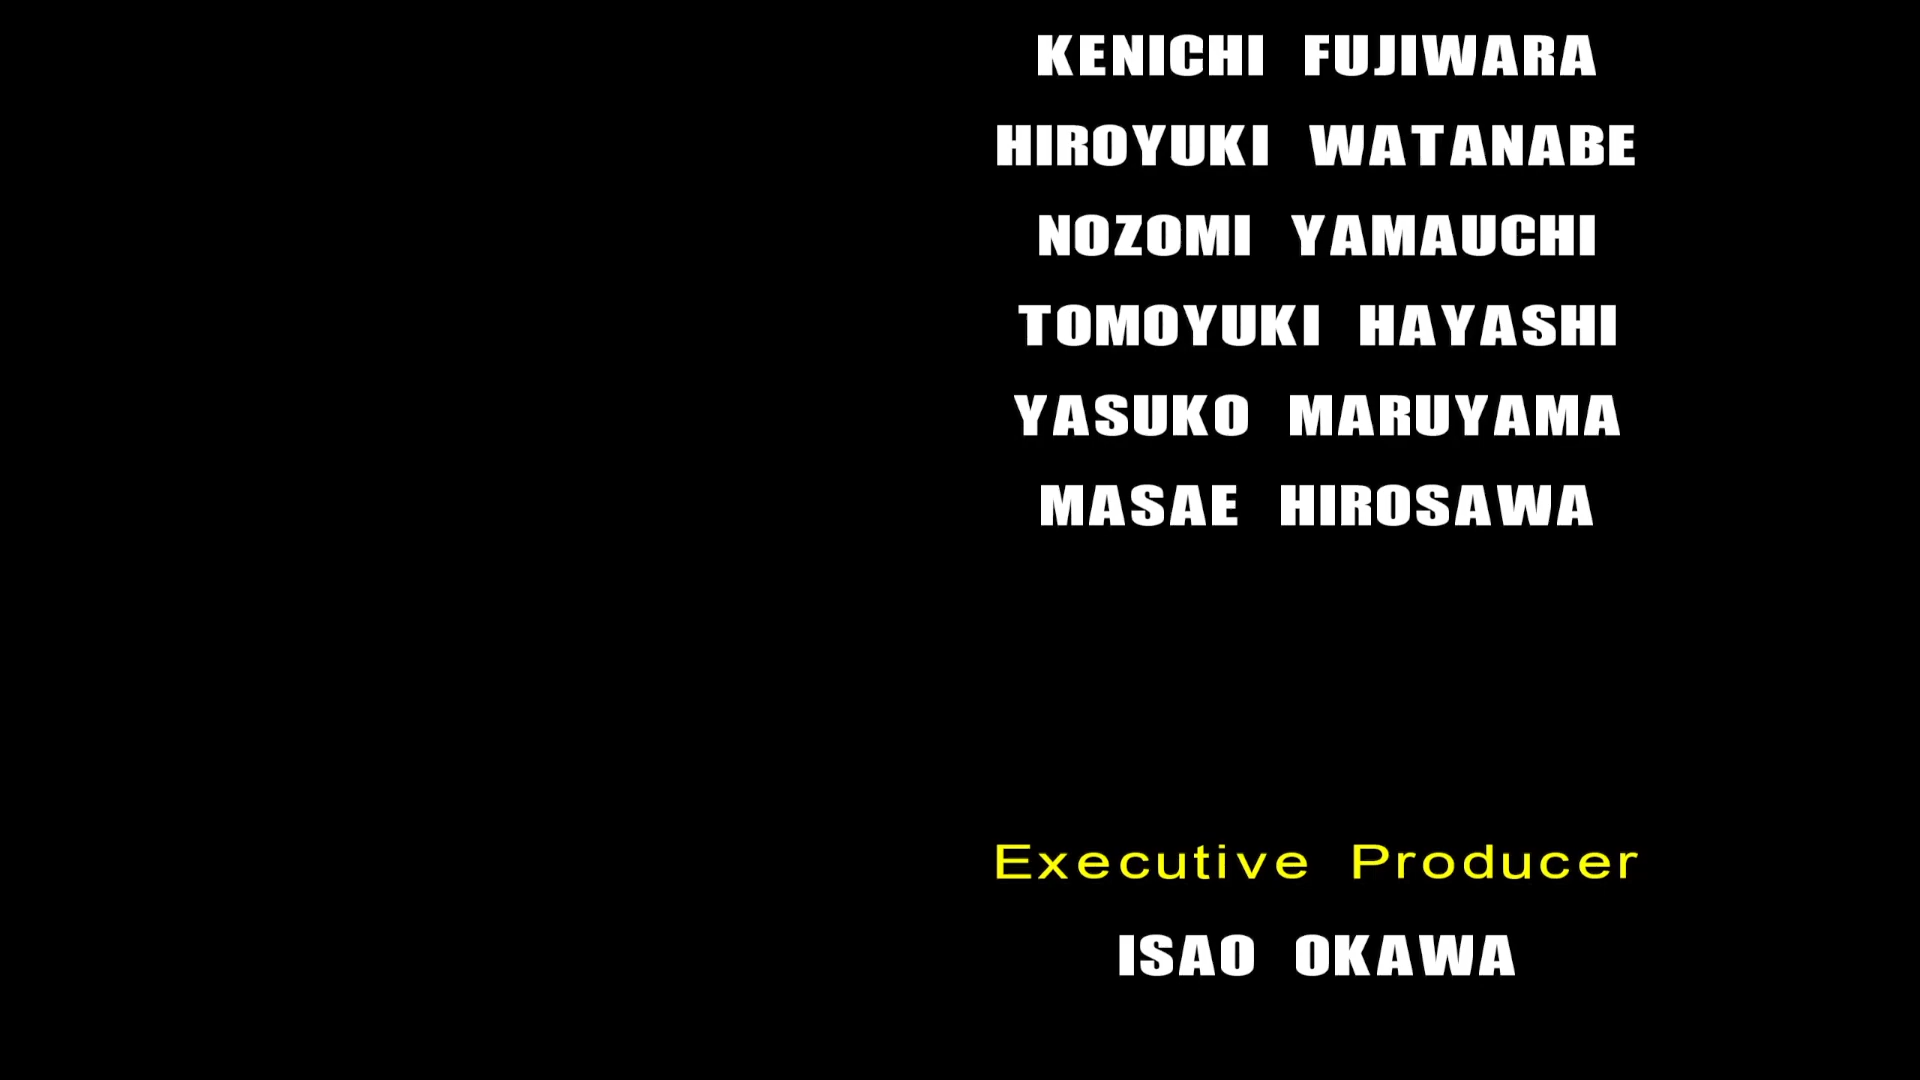 KENICHI FUJIWARA
HIROYUKI WATANABE
NOZOMI YAMAUCHI
TOMOYUKI HAYASHI
YASUKO MARUYAMA
MASAE HIROSAWA
Executive Producer
ISAO OKAWA